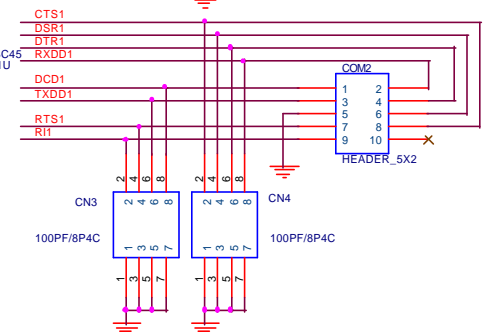 CTS1
DSR1
DTR1
C45 RXDD1
1U
DCD1
TXDD1
RTS1
RI1
COM2
1 2
3 4
5 6
7 8
9 10
HEADER_5X2
2 4 6 8 2 4 6 8
CN3 2 4 6 8 2 4 6 8 CN4
100PF/8P4C 100PF/8P4C
1 3 5 7 1 3 5 7
1 3 5 7 1 3 5 7